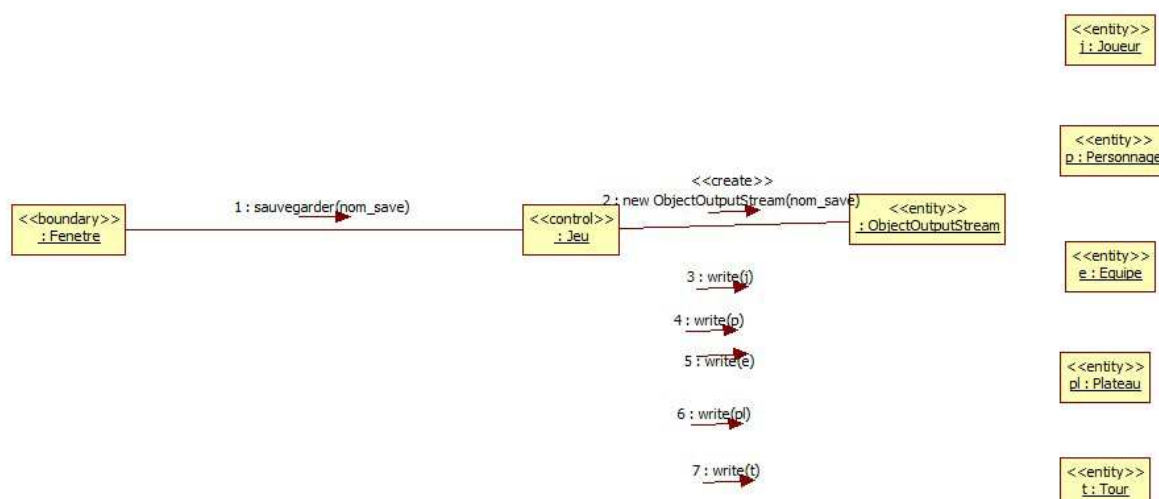 <<entity>>
j : Joueur
<<entity>>
p : Personnage
<<create>>
1 : sauvegarder(nom_save)
2 : new ObjectOutputStream(nom_save)
<<boundary>>
: Fenetre
<<control>>
: Jeu
<<entity>>
: ObjectOutputStream
3 : write(j)
<<entity>>
e : Equipe
4 : write(p)
5 : write(e)
<<entity>>
pl : Plateau
6 : write(pl)
7 : write(t)
<<entity>>
t : Tour